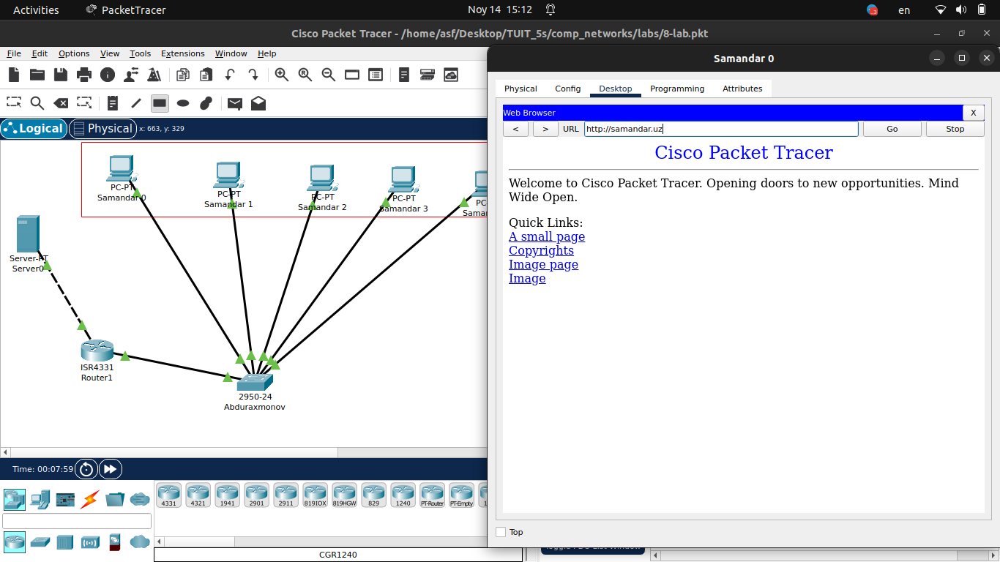 Activities PacketTracer Noy 14 15:12 en
Cisco Packet Tracer - /home/asf/Desktop/TUIT_5s/comp_networks/labs/8-lab.pkt
File Edit Options View Tools Extensions Window Help
Logical Physical x: 663, y: 329
PC-PT
Samandar 0
PC-PT
Samandar 1
PC-PT
Samandar 2
PC-PT
Samandar 3
Server-PT
Server0
ISR4331
Router1
2950-24
Abduraxmonov
Time: 00:07:59
4331 4321 1941 2901 2911 819IOX 819HGW 829 1240 PT-Router PT-Empty
CGR1240
Samandar 0
Physical Config Desktop Programming Attributes
Web Browser X
< > URL http://samandar.uz Go Stop
Cisco Packet Tracer
Welcome to Cisco Packet Tracer. Opening doors to new opportunities. Mind
Wide Open.
Quick Links:
A small page
Copyrights
Image page
Image
Top